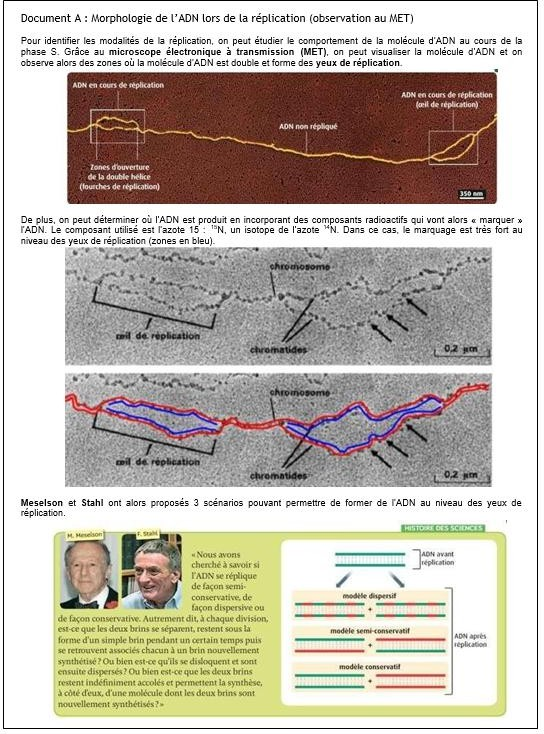 Document A : Morphologie de l'ADN lors de la réplication (observation au MET)
Pour identifier les modalités de la réplication, on peut étudier le comportement de la molécule d'ADN au cours de la
phase S. Grâce au microscope électronique à transmission (MET), on peut visualiser la molécule d'ADN et on
observe alors des zones où la molécule d'ADN est double et forme des yeux de réplication.
ADN en cours de réplication
ADN en cours de réplication
(œil de réplication)
ADN non répliqué
Zones d'ouverture
de la double hélice
(fourches de réplication)
350 nm
De plus, on peut déterminer où l'ADN est produit en incorporant des composants radioactifs qui vont alors « marquer »
l'ADN. Le composant utilisé est l'azote 15 : ¹⁵N, un isotope de l'azote ¹⁴N. Dans ce cas, le marquage est très fort au
niveau des yeux de réplication (zones en bleu).
chromosome
œil de réplication
chromatides
0,2 µm
chromosome
œil de réplication
chromatides
0,2 µm
Meselson et Stahl ont alors proposés 3 scénarios pouvant permettre de former de l'ADN au niveau des yeux de
réplication.
HISTOIRE DES SCIENCES
M. Meselson
F. Stahl
« Nous avons
cherché à savoir si
l'ADN se réplique
de façon semi-
conservative, de
façon dispersive ou
de façon conservative. Autrement dit, à chaque division,
est-ce que les deux brins se séparent, restent sous la
forme d'un simple brin pendant un certain temps puis
se retrouvent associés chacun à un brin nouvellement
synthétisé ? Ou bien est-ce qu'ils se disloquent et sont
ensuite dispersés ? Ou bien est-ce que les deux brins
restent indéfiniment accolés et permettent la synthèse,
à côté d'eux, d'une molécule dont les deux brins sont
nouvellement synthétisés ? »
ADN avant
réplication
modèle dispersif
+
modèle semi-conservatif
+
modèle conservatif
+
ADN après
réplication